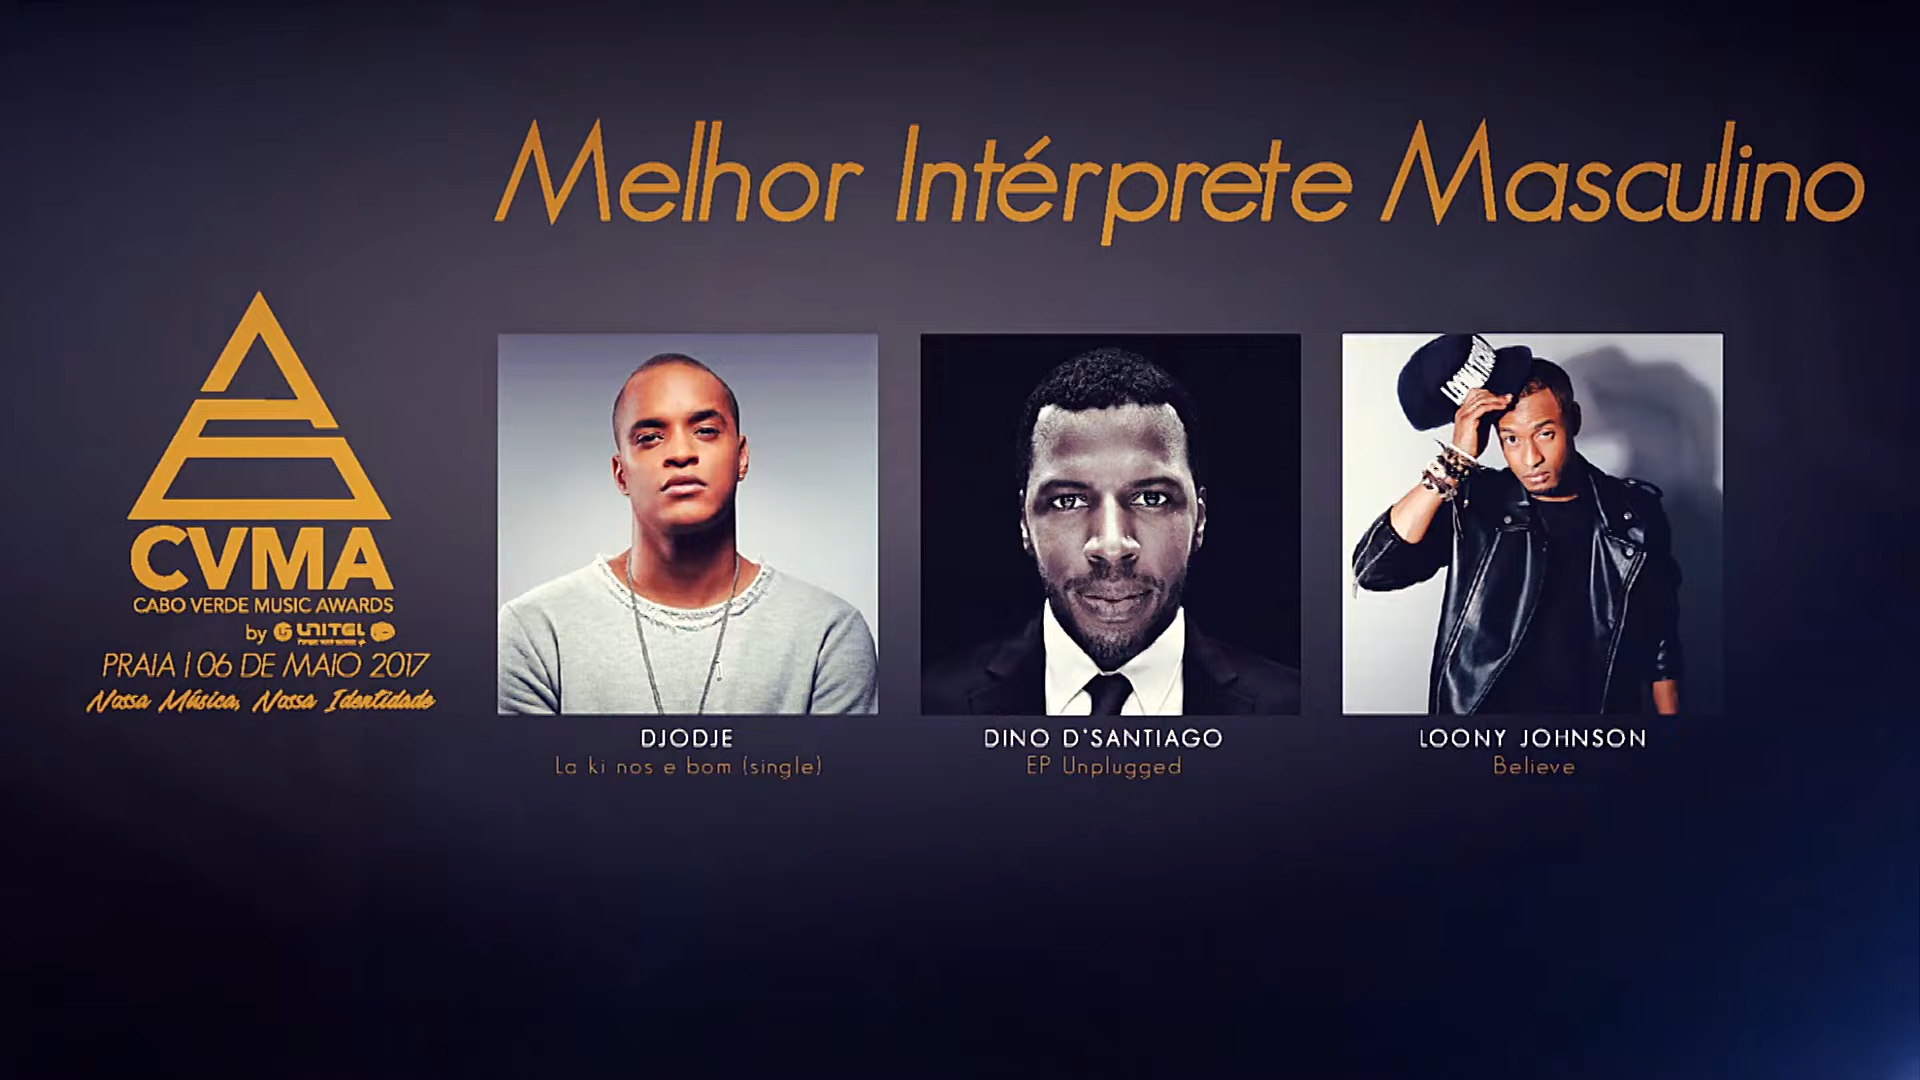 Melhor Intérprete Masculino
CVMA
CABO VERDE MUSIC AWARDS
by UNITEL
PRAIA | 06 DE MAIO 2017
Nossa Música, Nossa Identidade
DJODJE
La ki nos e bom (single)
DINO D'SANTIAGO
EP Unplugged
LOONY JOHNSON
Believe